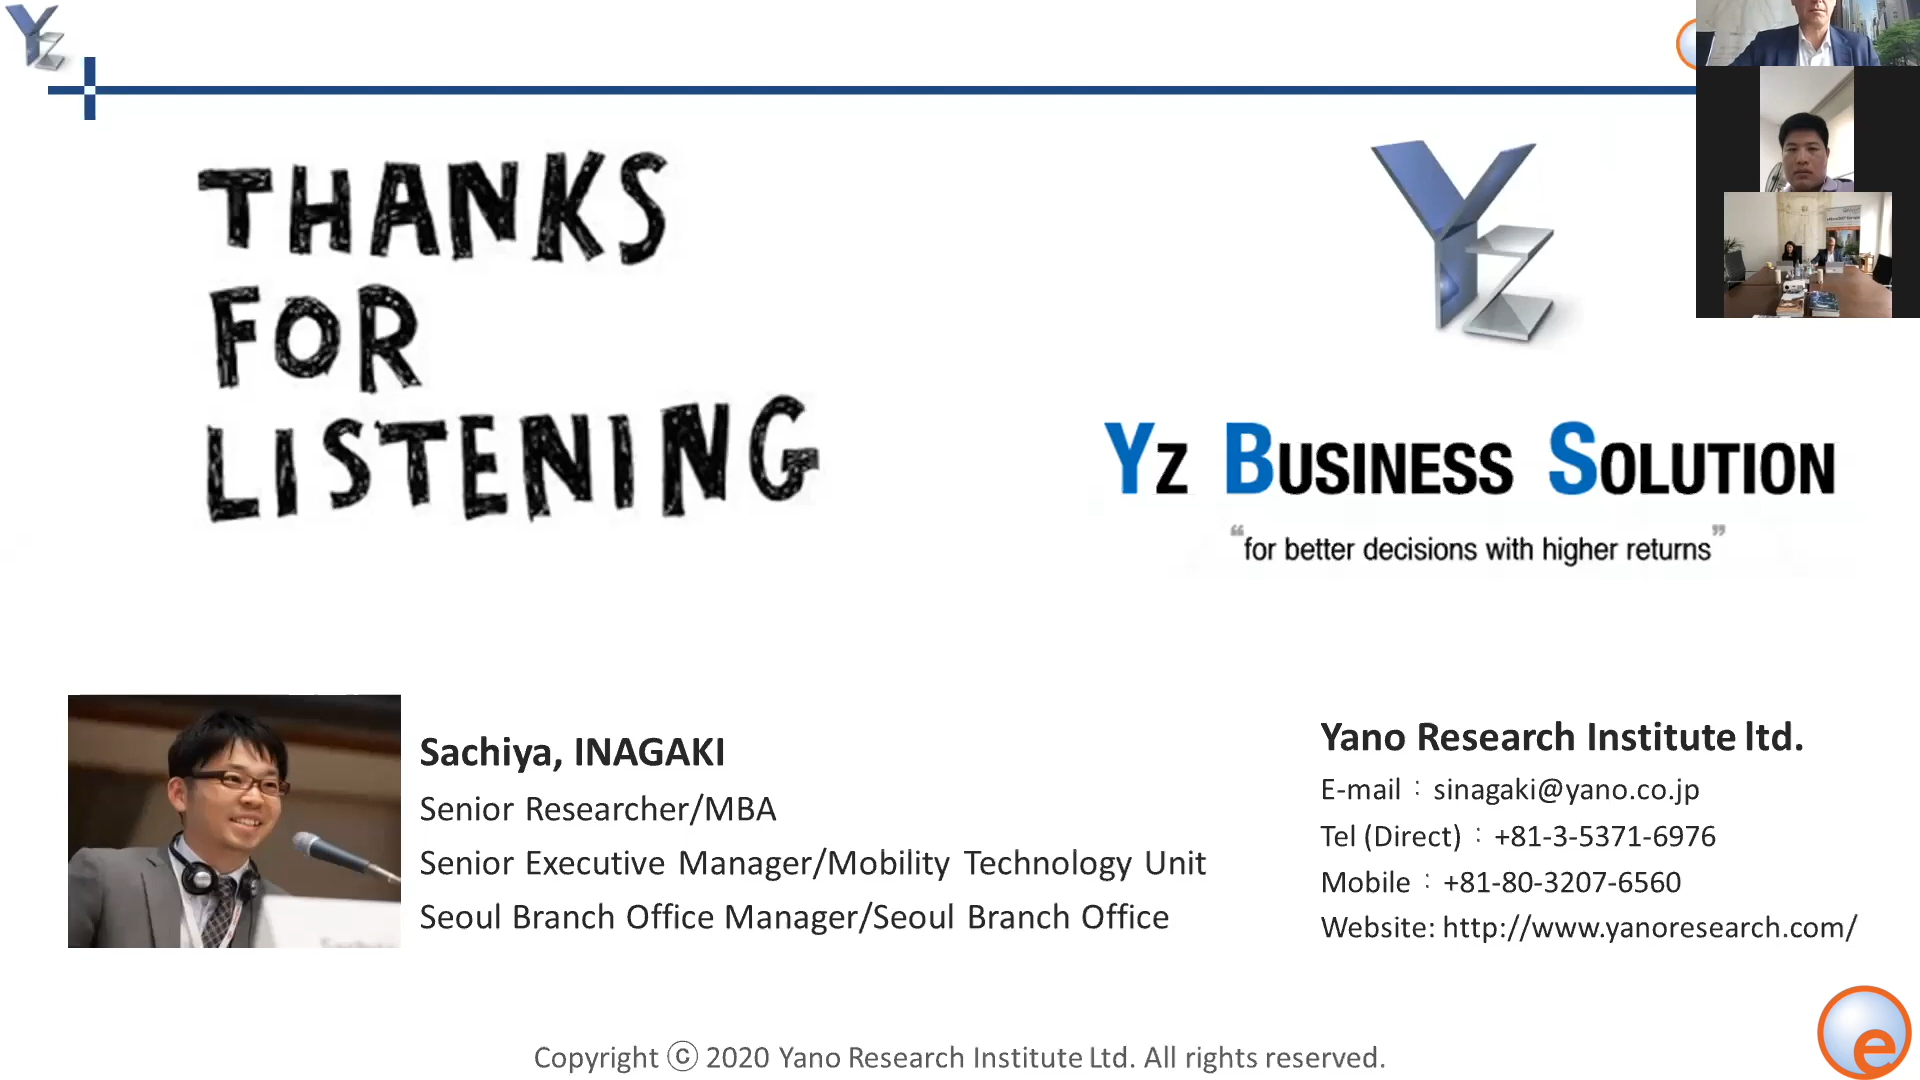 Yz
THANKS
FOR
LISTENING
Yz
Yz Business Solution
“for better decisions with higher returns”
Sachiya, INAGAKI
Senior Researcher/MBA
Senior Executive Manager/Mobility Technology Unit
Seoul Branch Office Manager/Seoul Branch Office
Yano Research Institute ltd.
E-mail：sinagaki@yano.co.jp
Tel (Direct)：+81-3-5371-6976
Mobile：+81-80-3207-6560
Website: http://www.yanoresearch.com/
e
Copyright ⓒ 2020 Yano Research Institute Ltd. All rights reserved.